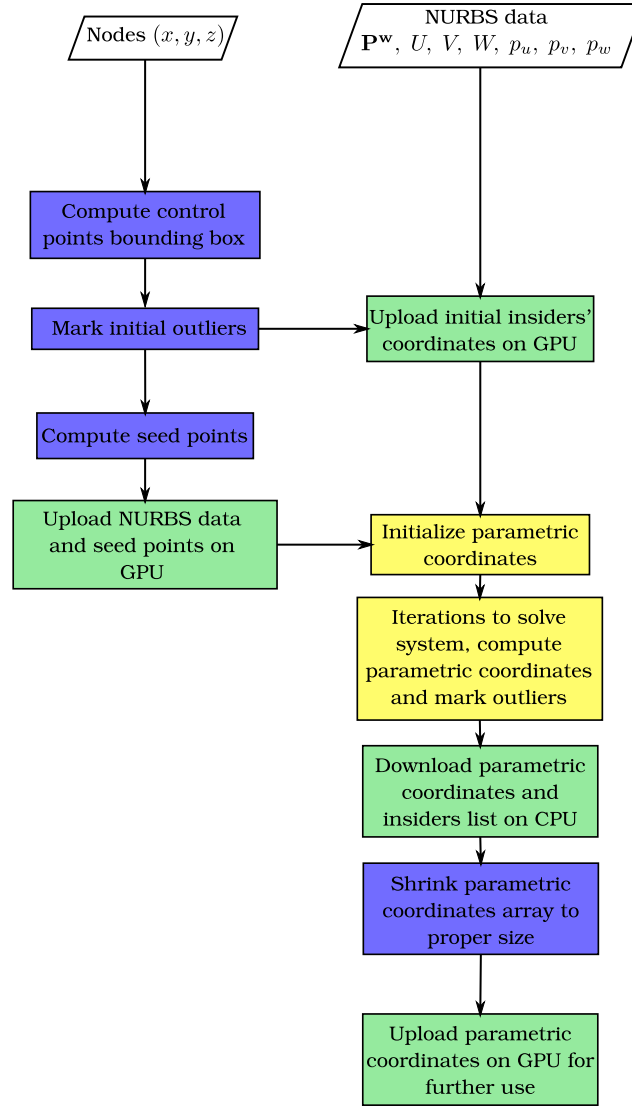 Nodes (x, y, z)
NURBS data
P^w, U, V, W, p_u, p_v, p_w
Compute control
points bounding box
Mark initial outliers
Upload initial insiders'
coordinates on GPU
Compute seed points
Upload NURBS data
and seed points on
GPU
Initialize parametric
coordinates
Iterations to solve
system, compute
parametric coordinates
and mark outliers
Download parametric
coordinates and
insiders list on CPU
Shrink parametric
coordinates array to
proper size
Upload parametric
coordinates on GPU for
further use